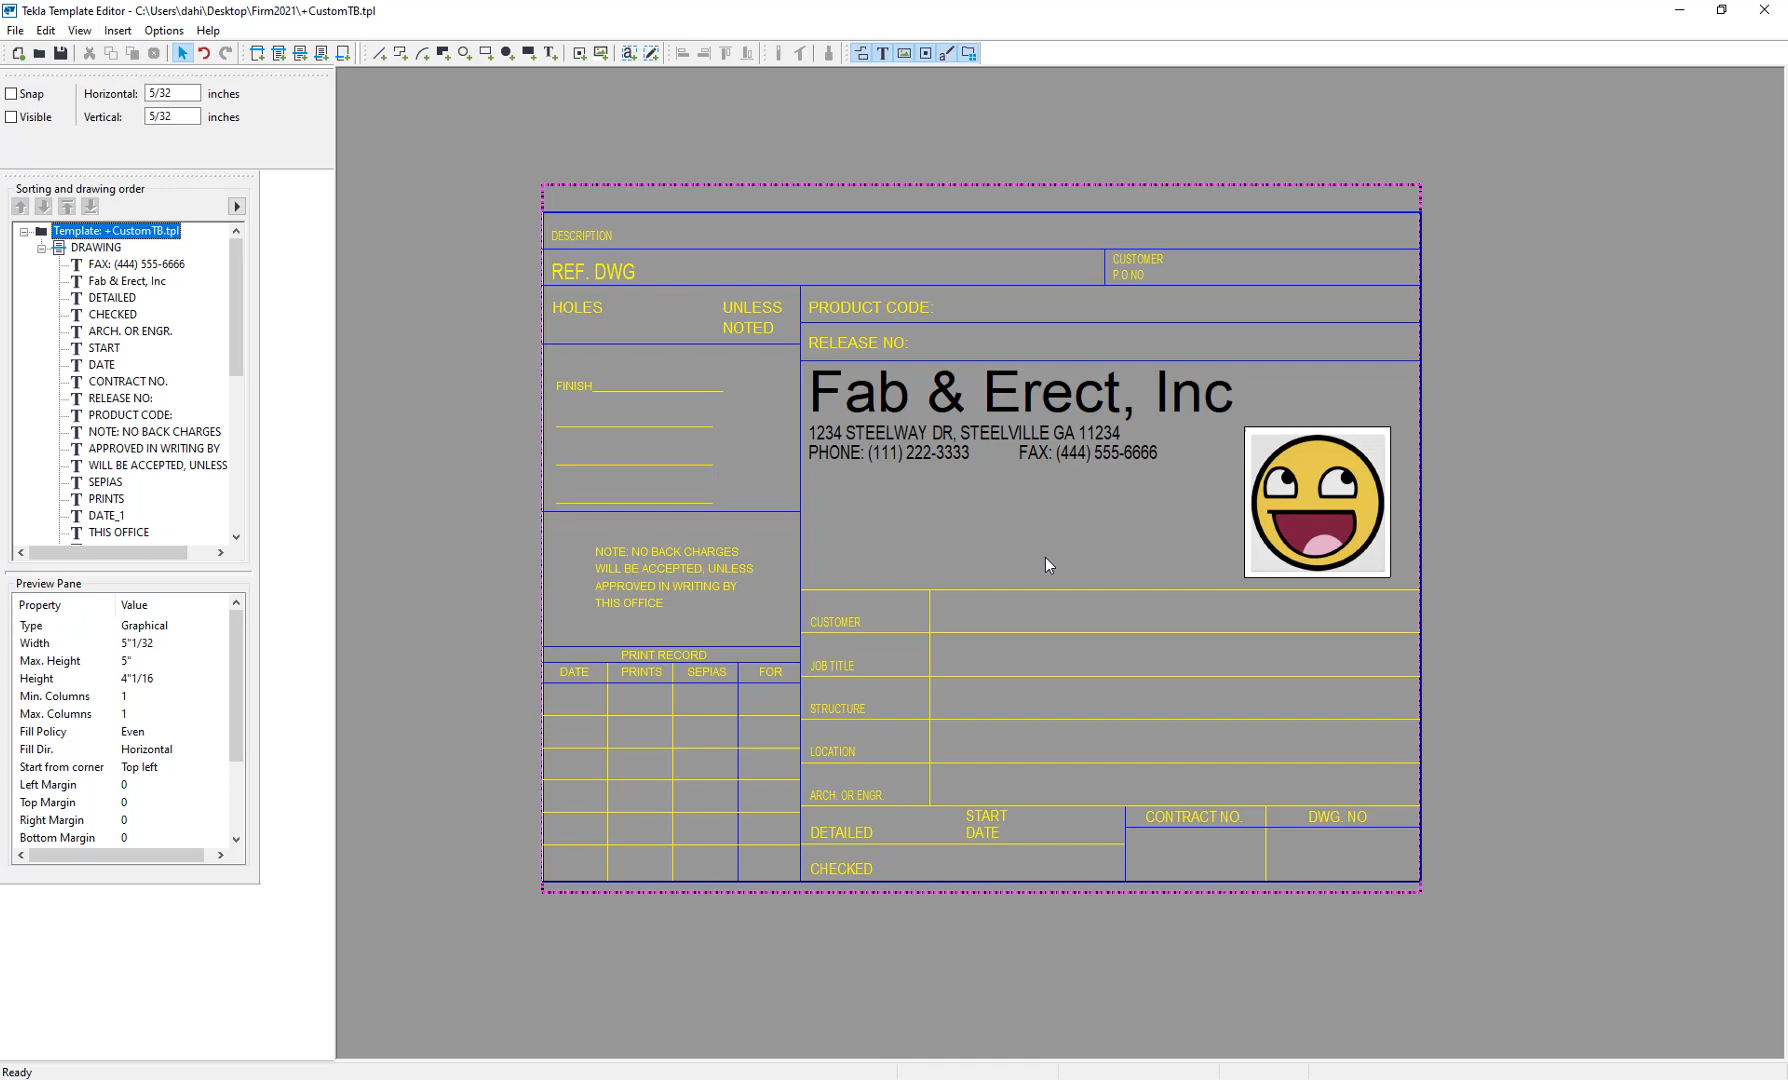 Tekla Template Editor - C:\Users\dahi\Desktop\Firm2021\+CustomTB.tpl
File Edit View Insert Options Help
Snap Horizontal: 5/32 inches
Visible Vertical: 5/32 inches
Sorting and drawing order
Template: +CustomTB.tpl
DRAWING
FAX: (444) 555-6666
Fab & Erect, Inc
DETAILED
CHECKED
ARCH. OR ENGR.
START
DATE
CONTRACT NO.
RELEASE NO:
PRODUCT CODE:
NOTE: NO BACK CHARGES
APPROVED IN WRITING BY
WILL BE ACCEPTED, UNLESS
SEPIAS
PRINTS
DATE_1
THIS OFFICE
Preview Pane
Property Value
Type Graphical
Width 5"1/32
Max. Height 5"
Height 4"1/16
Min. Columns 1
Max. Columns 1
Fill Policy Even
Fill Dir. Horizontal
Start from corner Top left
Left Margin 0
Top Margin 0
Right Margin 0
Bottom Margin 0
Ready
DESCRIPTION
REF. DWG
CUSTOMER
P.O NO
HOLES UNLESS
NOTED
PRODUCT CODE:
RELEASE NO:
FINISH
Fab & Erect, Inc
1234 STEELWAY DR, STEELVILLE GA 11234
PHONE: (111) 222-3333 FAX: (444) 555-6666
NOTE: NO BACK CHARGES
WILL BE ACCEPTED, UNLESS
APPROVED IN WRITING BY
THIS OFFICE
PRINT RECORD
DATE PRINTS SEPIAS FOR
CUSTOMER
JOB TITLE
STRUCTURE
LOCATION
ARCH. OR ENGR.
DETAILED
START
DATE
CHECKED
CONTRACT NO.
DWG. NO